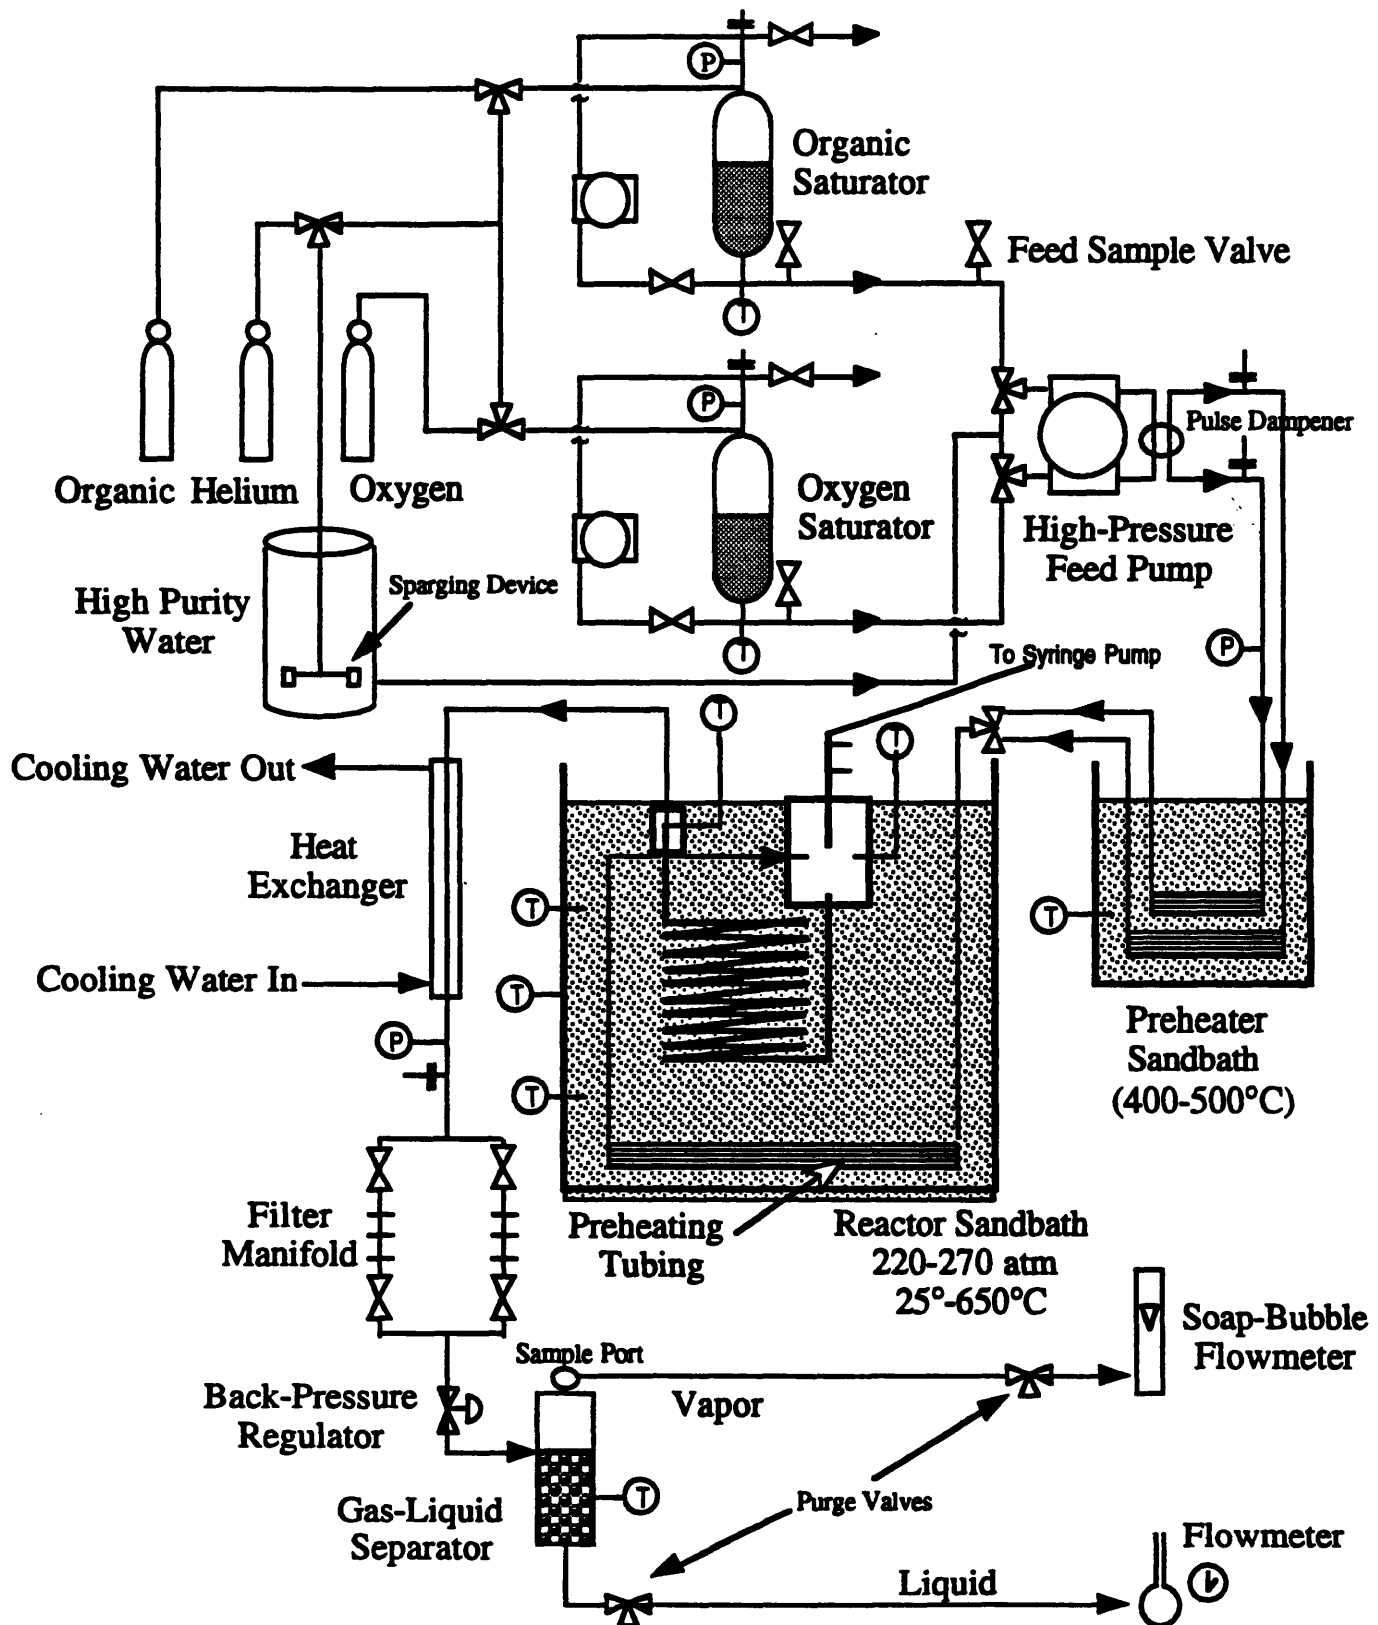 P
Organic
Saturator
Feed Sample Valve
T
P
Pulse Dampener
Organic Helium Oxygen
Oxygen
Saturator
High-Pressure
Feed Pump
High Purity
Water
Sparging Device
T
P
To Syringe Pump
T
T
Cooling Water Out
Heat
Exchanger
T
T
Cooling Water In
T
P
Preheater
Sandbath
(400-500°C)
T
Filter
Manifold
Preheating
Tubing
Reactor Sandbath
220-270 atm
25°-650°C
Soap-Bubble
Flowmeter
Sample Port
Vapor
Back-Pressure
Regulator
T
Purge Valves
Gas-Liquid
Separator
Flowmeter
Liquid